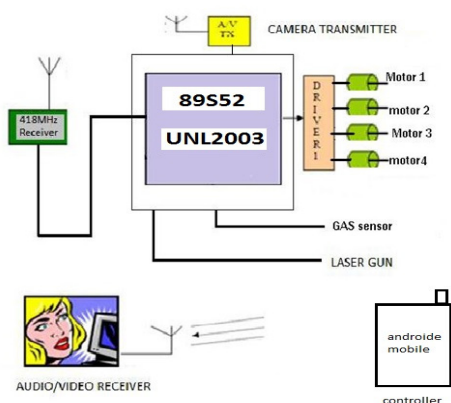 A/V
TX
CAMERA TRANSMITTER
89S52
UNL2003
418MHz
Receiver
DRIVER1
Motor 1
motor 2
Motor 3
motor4
GAS sensor
LASER GUN
AUDIO/VIDEO RECEIVER
androide
mobile
controller